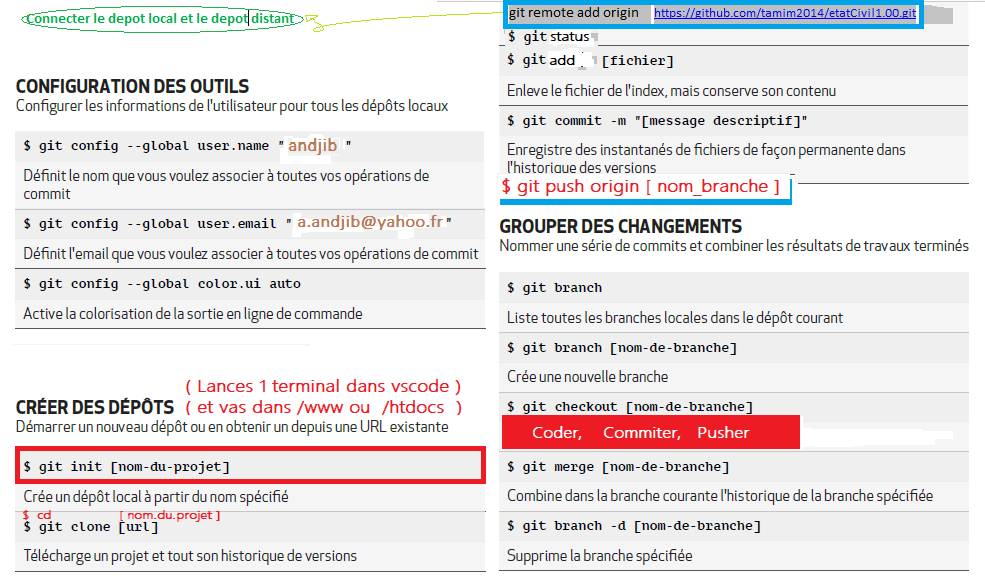 Connecter le depot local et le depot distant
CONFIGURATION DES OUTILS
Configurer les informations de l'utilisateur pour tous les dépôts locaux
$ git config --global user.name " andjib "
Définit le nom que vous voulez associer à toutes vos opérations de
commit
$ git config --global user.email " a.andjib@yahoo.fr "
Définit l'email que vous voulez associer à toutes vos opérations de commit
$ git config --global color.ui auto
Active la colorisation de la sortie en ligne de commande
CRÉER DES DÉPÔTS
( Lances 1 terminal dans vscode )
( et vas dans /www ou /htdocs )
Démarrer un nouveau dépôt ou en obtenir un depuis une URL existante
$ git init [nom-du-projet]
Crée un dépôt local à partir du nom spécifié
$ cd [ nom.du.projet ]
$ git clone [url]
Télécharge un projet et tout son historique de versions
git remote add origin https://github.com/tamim2014/etatCivil1.00.git
$ git status
$ git add [fichier]
Enleve le fichier de l'index, mais conserve son contenu
$ git commit -m "[message descriptif]"
Enregistre des instantanés de fichiers de façon permanente dans
l'historique des versions
$ git push origin [ nom_branche ]
GROUPER DES CHANGEMENTS
Nommer une série de commits et combiner les résultats de travaux terminés
$ git branch
Liste toutes les branches locales dans le dépôt courant
$ git branch [nom-de-branche]
Crée une nouvelle branche
$ git checkout [nom-de-branche]
Coder, Commiter, Pusher
$ git merge [nom-de-branche]
Combine dans la branche courante l'historique de la branche spécifiée
$ git branch -d [nom-de-branche]
Supprime la branche spécifiée